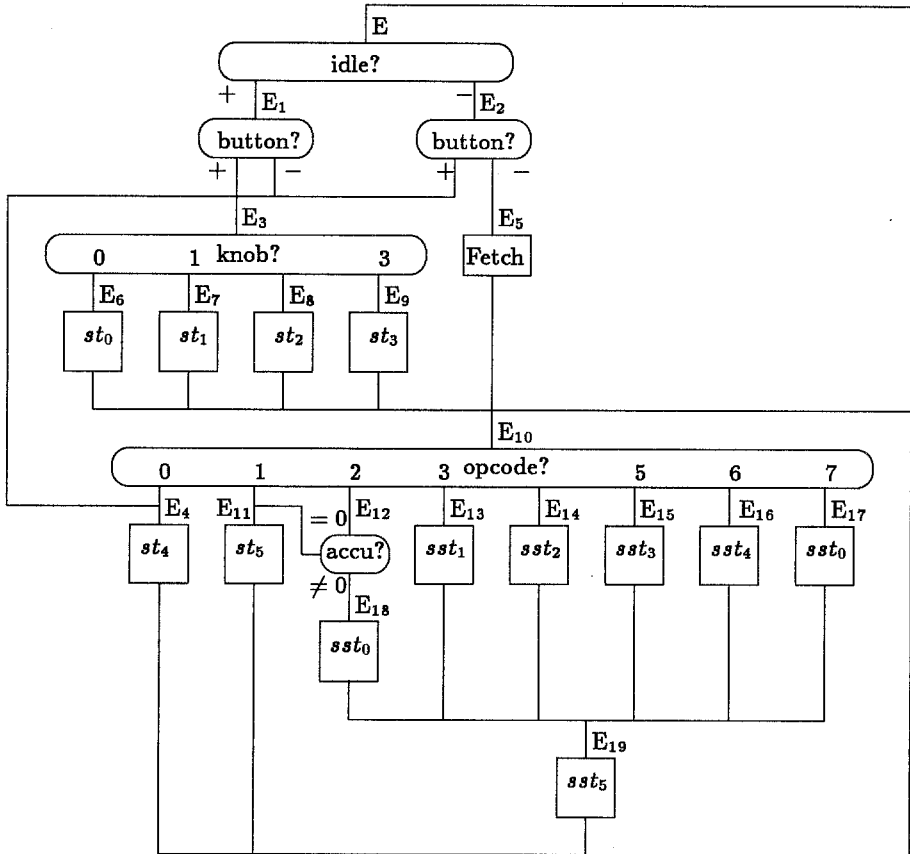 E
idle?
+ E₁ − E₂
button? button?
+ − + −
E₃ E₅
0 1 knob? 3 Fetch
E₆ E₇ E₈ E₉
st₀ st₁ st₂ st₃
E₁₀
0 1 2 3 opcode? 5 6 7
E₄ E₁₁ = 0 E₁₂ E₁₃ E₁₄ E₁₅ E₁₆ E₁₇
st₄ st₅ accu? sst₁ sst₂ sst₃ sst₄ sst₀
≠ 0 E₁₈
sst₀
E₁₉
sst₅